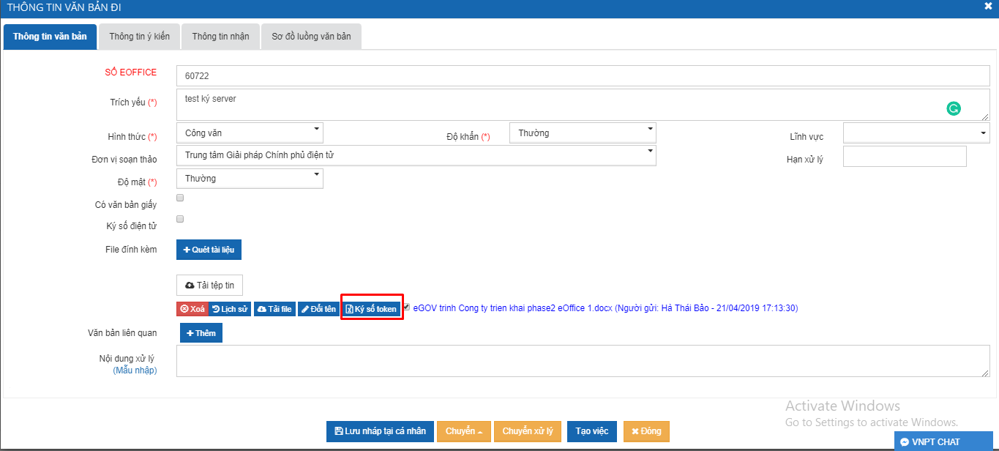 THÔNG TIN VĂN BẢN ĐI
Thông tin văn bản Thông tin ý kiến Thông tin nhận Sơ đồ luồng văn bản
SỐ EOFFICE 60722
Trích yếu (*) test ký server
Hình thức (*) Công văn Độ khẩn (*) Thường Lĩnh vực
Đơn vị soạn thảo Trung tâm Giải pháp Chính phủ điện tử Hạn xử lý
Độ mật (*) Thường
Có văn bản giấy
Ký số điện tử
File đính kèm Quét tài liệu
Tải tệp tin
Xoá Lịch sử Tải file Đổi tên Ký số token eGOV trinh Cong ty trien khai phase2 eOffice 1.docx (Người gửi: Hà Thái Bảo - 21/04/2019 17:13:30)
Văn bản liên quan Thêm
Nội dung xử lý
(Mẫu nhập)
Activate Windows
Go to Settings to activate Windows.
Lưu nháp tại cá nhân Chuyển Chuyển xử lý Tạo việc Đóng
VNPT CHAT